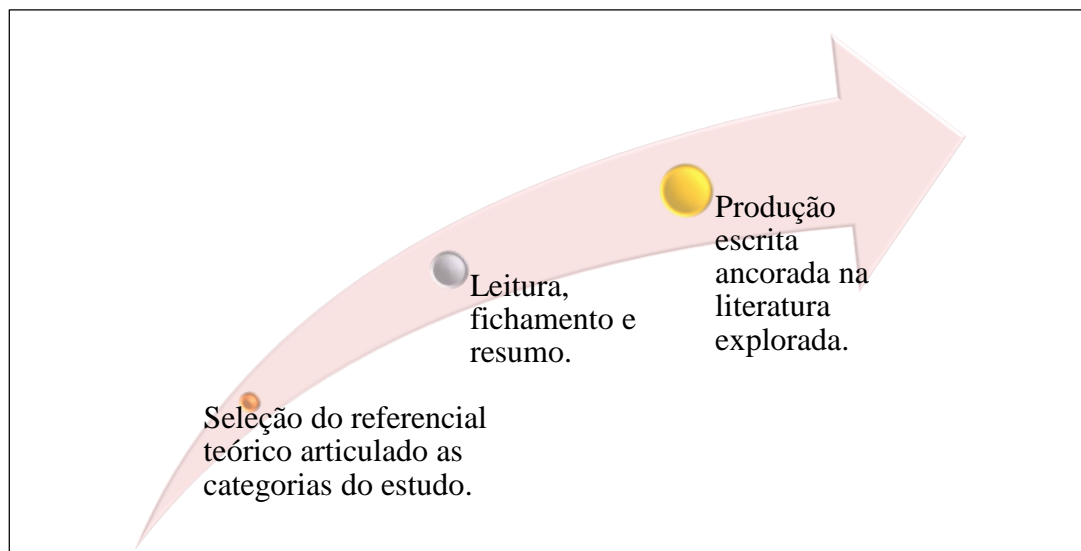 Seleção do referencial
teórico articulado as
categorias do estudo.
Leitura,
fichamento e
resumo.
Produção
escrita
ancorada na
literatura
explorada.